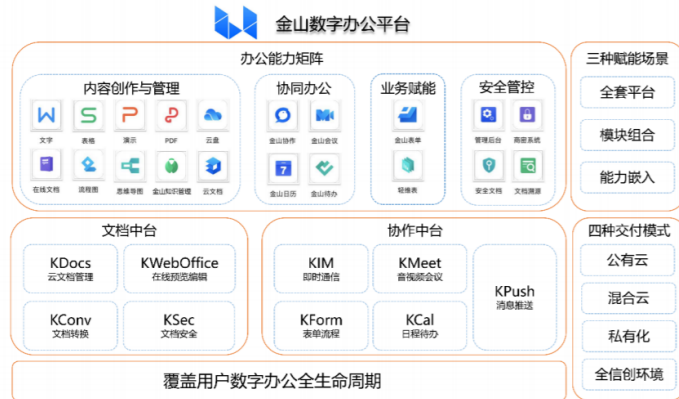 金山数字办公平台
办公能力矩阵
内容创作与管理
文字
表格
演示
PDF
云盘
在线文档
流程图
思维导图
金山知识管理
云文档
协同办公
金山协作
金山会议
7
金山日历
金山待办
业务赋能
金山表单
轻维表
安全管控
管理后台
商密系统
安全文档
文档溯源
三种赋能场景
全套平台
模块组合
能力嵌入
文档中台
KDocs
云文档管理
KWebOffice
在线预览编辑
KConv
文档转换
KSec
文档安全
协作中台
KIM
即时通信
KMeet
音视频会议
KForm
表单流程
KCal
日程待办
KPush
消息推送
四种交付模式
公有云
混合云
私有化
全信创环境
覆盖用户数字办公全生命周期